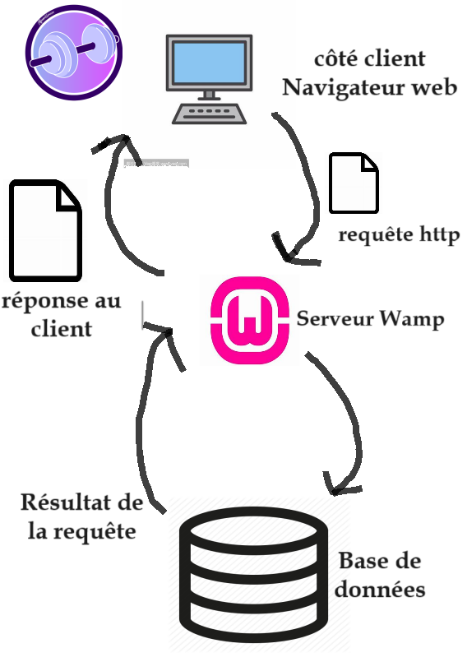 côté client
Navigateur web
requête http
réponse au
client
Serveur Wamp
Résultat de
la requête
Base de
données